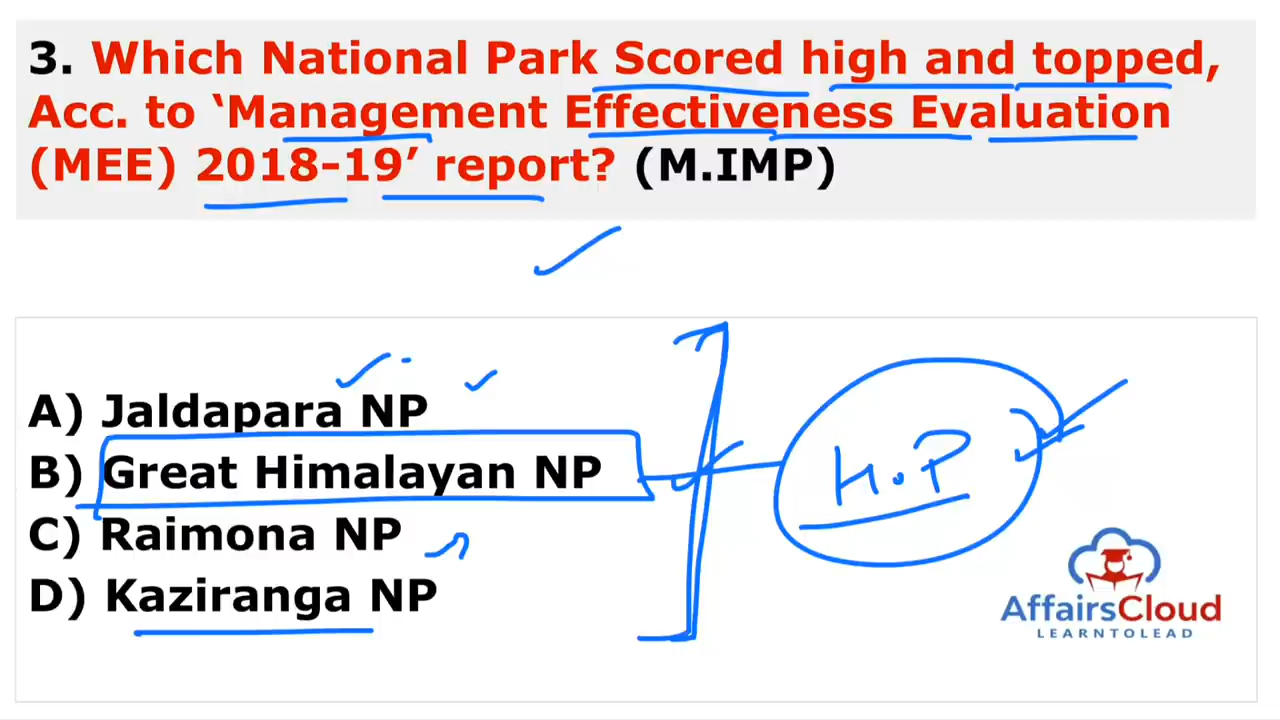 3. Which National Park Scored high and topped,
Acc. to ‘Management Effectiveness Evaluation
(MEE) 2018-19’ report? (M.IMP)
A) Jaldapara NP
B) Great Himalayan NP
H.P
C) Raimona NP
D) Kaziranga NP
AffairsCloud
LEARNTOLEAD